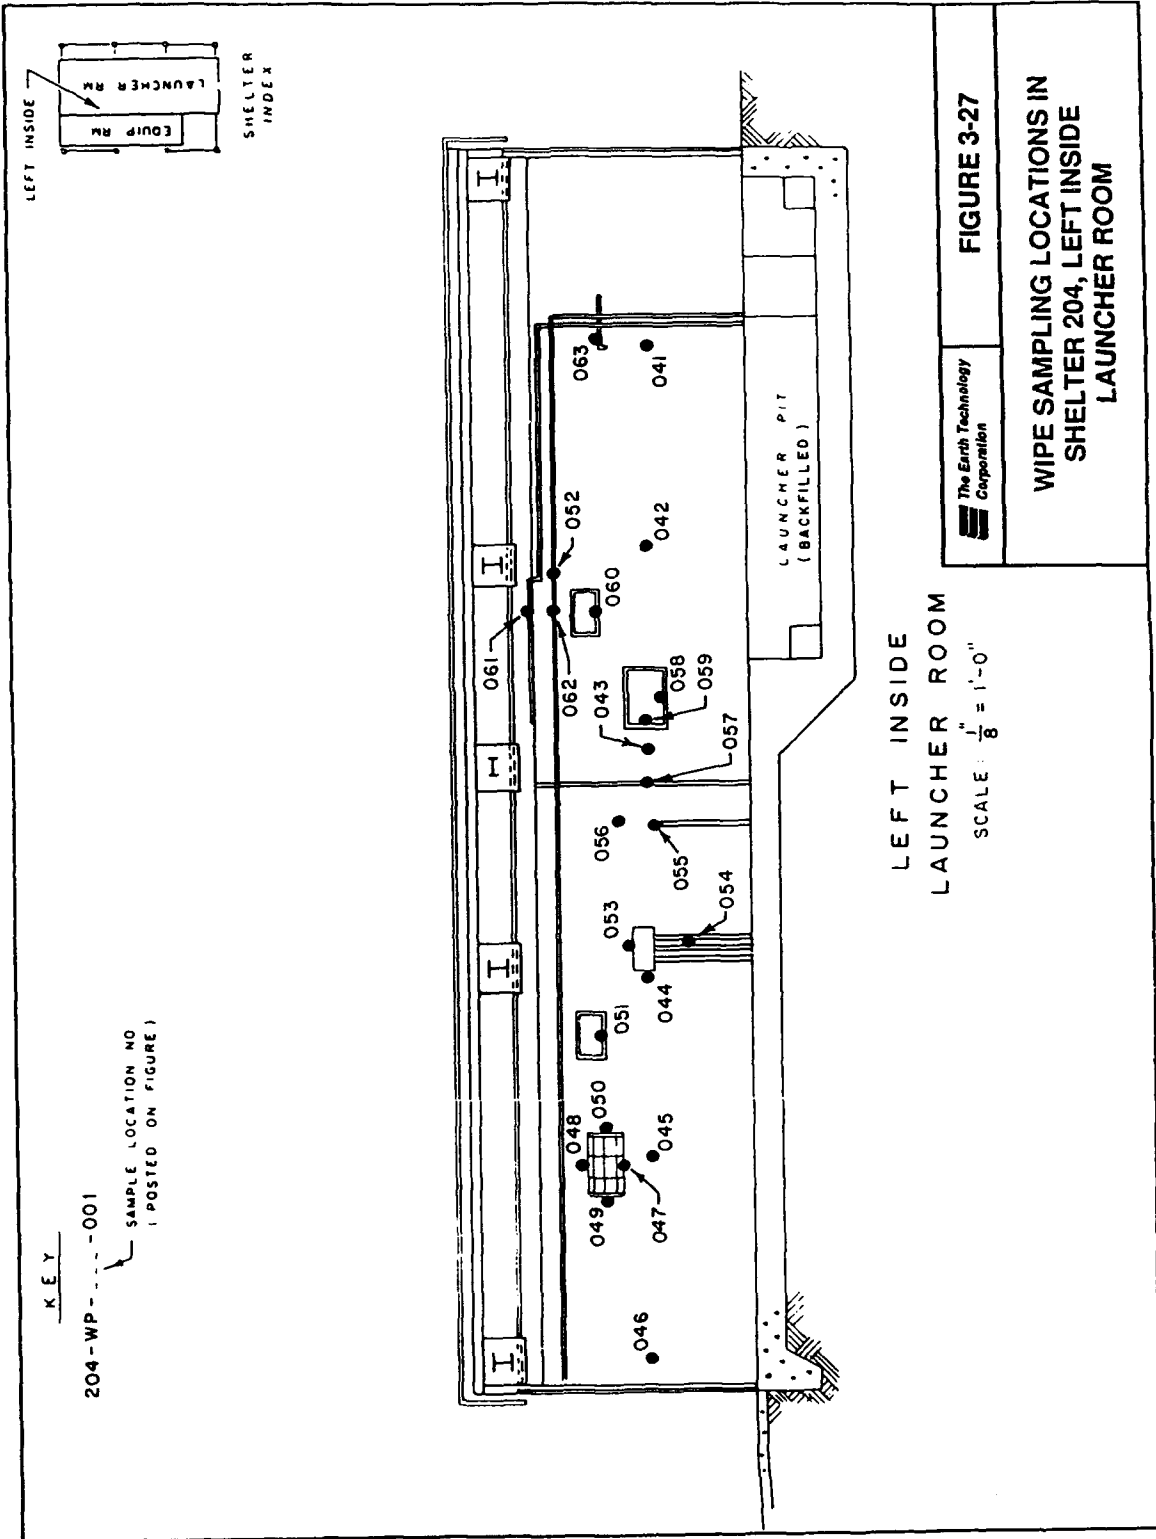 KEY
204-WP-----001
SAMPLE LOCATION NO
(POSTED ON FIGURE)
LEFT INSIDE
LAUNCHER RM
EQUIP RM
SHELTER
INDEX
I
I
I
I
I
061
052
062
060
063
041
042
043
058
059
057
056
055
053
054
044
051
048
050
049
047
045
046
LAUNCHER PIT
(BACKFILLED)
LEFT INSIDE
LAUNCHER ROOM
SCALE: 1/8" = 1'-0"
The Earth Technology
Corporation
FIGURE 3-27
WIPE SAMPLING LOCATIONS IN
SHELTER 204, LEFT INSIDE
LAUNCHER ROOM